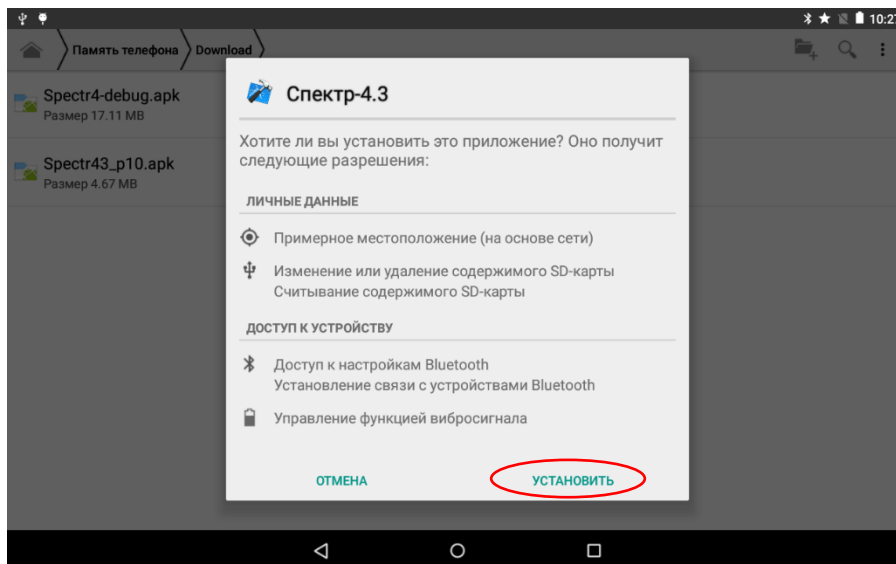 10:27
Память телефона Download
Spectr4-debug.apk
Размер 17.11 MB
Spectr43_p10.apk
Размер 4.67 MB
Спектр-4.3
Хотите ли вы установить это приложение? Оно получит
следующие разрешения:
ЛИЧНЫЕ ДАННЫЕ
Примерное местоположение (на основе сети)
Изменение или удаление содержимого SD-карты
Считывание содержимого SD-карты
ДОСТУП К УСТРОЙСТВУ
Доступ к настройкам Bluetooth
Установление связи с устройствами Bluetooth
Управление функцией вибросигнала
ОТМЕНА УСТАНОВИТЬ